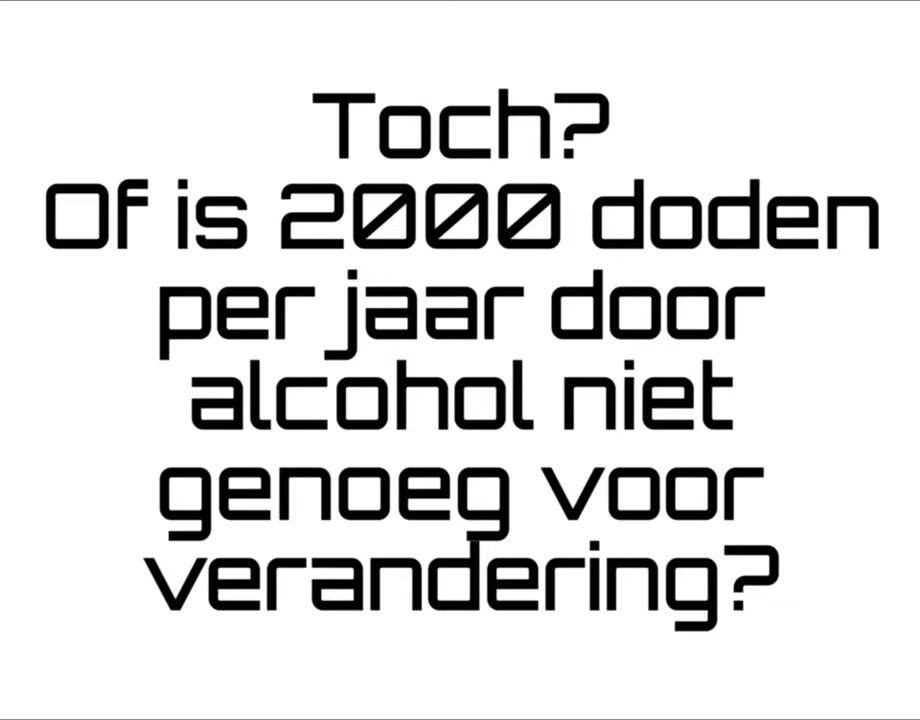 Toch?
Of is 2000 doden
per jaar door
alcohol niet
genoeg voor
verandering?